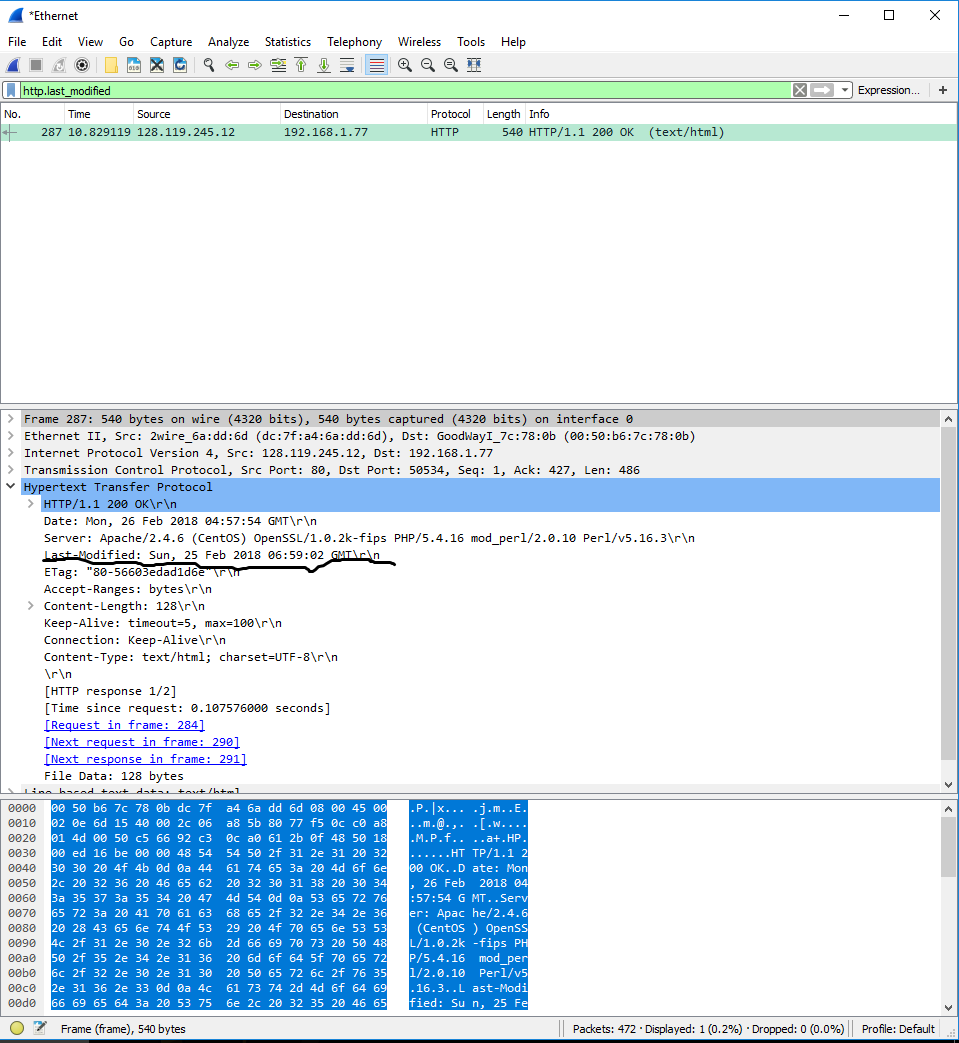 *Ethernet
File Edit View Go Capture Analyze Statistics Telephony Wireless Tools Help
http.last_modified
Expression... +
No. Time Source Destination Protocol Length Info
287 10.829119 128.119.245.12 192.168.1.77 HTTP 540 HTTP/1.1 200 OK (text/html)
Frame 287: 540 bytes on wire (4320 bits), 540 bytes captured (4320 bits) on interface 0
Ethernet II, Src: 2wire_6a:dd:6d (dc:7f:a4:6a:dd:6d), Dst: GoodWayI_7c:78:0b (00:50:b6:7c:78:0b)
Internet Protocol Version 4, Src: 128.119.245.12, Dst: 192.168.1.77
Transmission Control Protocol, Src Port: 80, Dst Port: 50534, Seq: 1, Ack: 427, Len: 486
Hypertext Transfer Protocol
HTTP/1.1 200 OK\r\n
Date: Mon, 26 Feb 2018 04:57:54 GMT\r\n
Server: Apache/2.4.6 (CentOS) OpenSSL/1.0.2k-fips PHP/5.4.16 mod_perl/2.0.10 Perl/v5.16.3\r\n
Last-Modified: Sun, 25 Feb 2018 06:59:02 GMT\r\n
ETag: "80-56603edad1d6e"\r\n
Accept-Ranges: bytes\r\n
Content-Length: 128\r\n
Keep-Alive: timeout=5, max=100\r\n
Connection: Keep-Alive\r\n
Content-Type: text/html; charset=UTF-8\r\n
\r\n
[HTTP response 1/2]
[Time since request: 0.107576000 seconds]
[Request in frame: 284]
[Next request in frame: 290]
[Next response in frame: 291]
File Data: 128 bytes
Line-based text data: text/html
0000 00 50 b6 7c 78 0b dc 7f a4 6a dd 6d 08 00 45 00 .P.|x... .j.m..E.
0010 02 0e 6d 15 40 00 2c 06 a8 5b 80 77 f5 0c c0 a8 ..m.@.,. .[.w....
0020 01 4d 00 50 c5 66 92 c3 0c a0 61 2b 0f 48 50 18 .M.P.f.. ..a+.HP.
0030 00 ed 16 be 00 00 48 54 54 50 2f 31 2e 31 20 32 ......HT TP/1.1 2
0040 30 30 20 4f 4b 0d 0a 44 61 74 65 3a 20 4d 6f 6e 00 OK..D ate: Mon
0050 2c 20 32 36 20 46 65 62 20 32 30 31 38 20 30 34 , 26 Feb 2018 04
0060 3a 35 37 3a 35 34 20 47 4d 54 0d 0a 53 65 72 76 :57:54 G MT..Serv
0070 65 72 3a 20 41 70 61 63 68 65 2f 32 2e 34 2e 36 er: Apac he/2.4.6
0080 20 28 43 65 6e 74 4f 53 29 20 4f 70 65 6e 53 53 (CentOS ) OpenSS
0090 4c 2f 31 2e 30 2e 32 6b 2d 66 69 70 73 20 50 48 L/1.0.2k -fips PH
00a0 50 2f 35 2e 34 2e 31 36 20 6d 6f 64 5f 70 65 72 P/5.4.16 mod_per
00b0 6c 2f 32 2e 30 2e 31 30 20 50 65 72 6c 2f 76 35 l/2.0.10 Perl/v5
00c0 2e 31 36 2e 33 0d 0a 4c 61 73 74 2d 4d 6f 64 69 .16.3..L ast-Modi
00d0 66 69 65 64 3a 20 53 75 6e 2c 20 32 35 20 46 65 fied: Su n, 25 Fe
Frame (frame), 540 bytes Packets: 472 · Displayed: 1 (0.2%) · Dropped: 0 (0.0%) Profile: Default